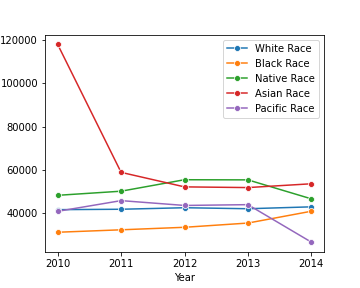 120000
100000
80000
60000
40000
2010
2011
2012
2013
2014
Year
White Race
Black Race
Native Race
Asian Race
Pacific Race